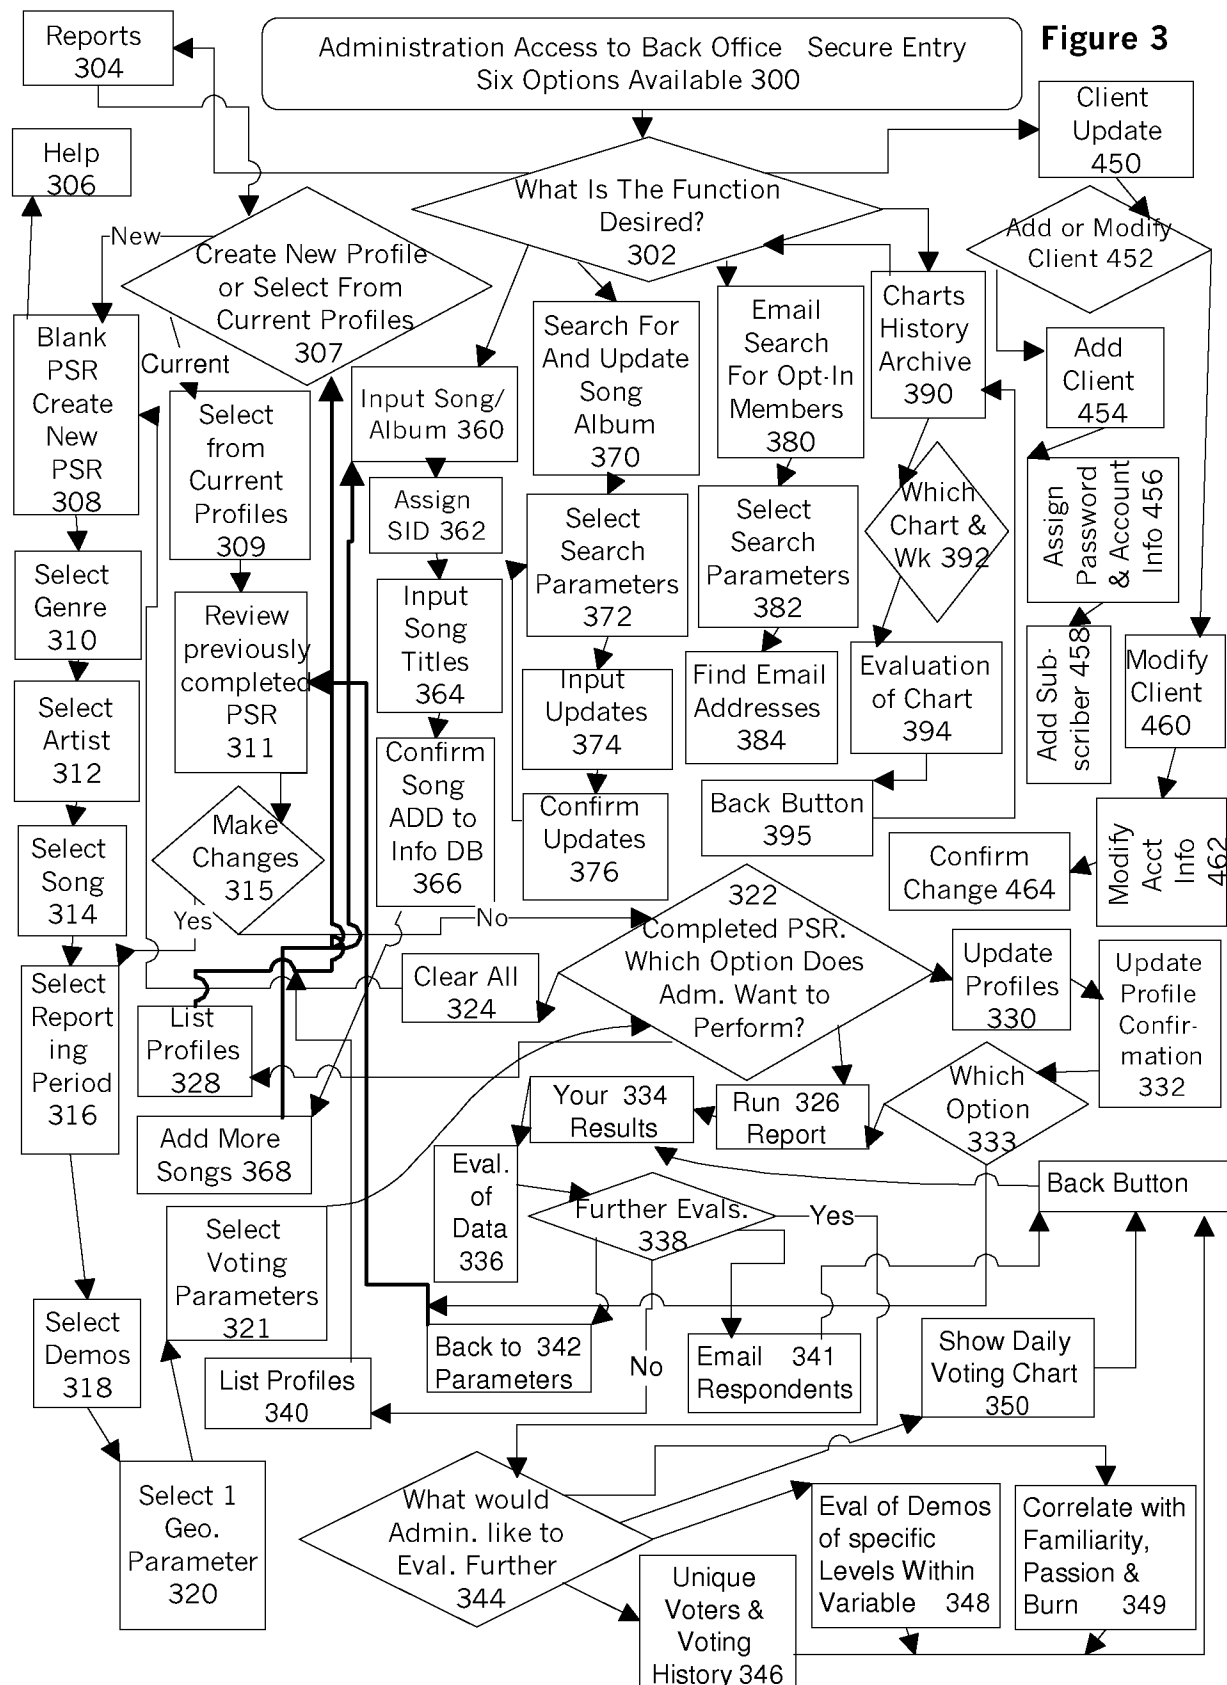 Figure 3
Administration Access to Back Office Secure Entry
Six Options Available 300
Reports
304
Help
306
What Is The Function
Desired?
302
Client
Update
450
Add or Modify
Client 452
New
Create New Profile
or Select From
Current Profiles
307
Current
Blank
PSR
Create
New
PSR
308
Select
from
Current
Profiles
309
Input Song/
Album 360
Search For
And Update
Song
Album
370
Email
Search
For Opt-In
Members
380
Charts
History
Archive
390
Add
Client
454
Assign
SID 362
Select
Search
Parameters
372
Select
Search
Parameters
382
Which
Chart &
Wk 392
Assign
Password
& Account
Info 456
Select
Genre
310
Review
previously
completed
PSR
311
Input
Song
Titles
364
Input
Updates
374
Find Email
Addresses
384
Evaluation
of Chart
394
Add Sub-
scriber 458
Modify
Client
460
Select
Artist
312
Make
Changes
315
Confirm
Song
ADD to
Info DB
366
Confirm
Updates
376
Back Button
395
Confirm
Change 464
Modify
Acct
Info
462
Select
Song
314
Yes
No
322
Completed PSR.
Which Option Does
Adm. Want to
Perform?
Select
Report
ing
Period
316
List
Profiles
328
Clear All
324
Update
Profiles
330
Update
Profile
Confir-
mation
332
Which
Option
333
Your 334
Results
Run 326
Report
Add More
Songs 368
Eval.
of
Data
336
Further Evals.
338
Yes
Back Button
Select
Voting
Parameters
321
Select
Demos
318
List Profiles
340
Back to 342
Parameters
No
Email 341
Respondents
Show Daily
Voting Chart
350
Select 1
Geo.
Parameter
320
What would
Admin. like to
Eval. Further
344
Unique
Voters &
Voting
History 346
Eval of Demos
of specific
Levels Within
Variable 348
Correlate with
Familiarity,
Passion &
Burn 349